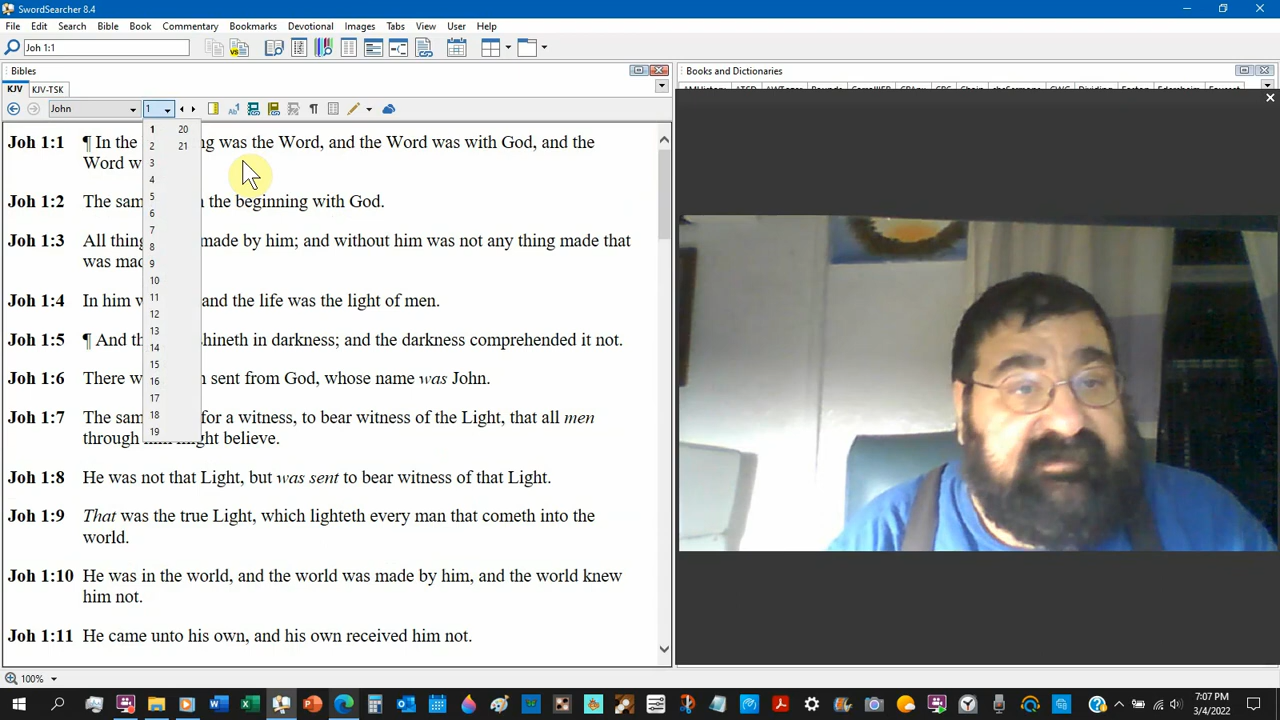 SwordSearcher 8.4
File Edit Search Bible Book Commentary Bookmarks Devotional Images Tabs View User Help
Joh 1:1
Bibles
Books and Dictionaries
KJV KJV-TSK
John 1
1 20
2 21
3
4
5
6
7
8
9
10
11
12
13
14
15
16
17
18
19
Joh 1:1 ¶ In the ng was the Word, and the Word was with God, and the
Word w
Joh 1:2 The sam n the beginning with God.
Joh 1:3 All thing made by him; and without him was not any thing made that
was mad
Joh 1:4 In him w and the life was the light of men.
Joh 1:5 ¶ And th shineth in darkness; and the darkness comprehended it not.
Joh 1:6 There w sent from God, whose name was John.
Joh 1:7 The sam for a witness, to bear witness of the Light, that all men
through him might believe.
Joh 1:8 He was not that Light, but was sent to bear witness of that Light.
Joh 1:9 That was the true Light, which lighteth every man that cometh into the
world.
Joh 1:10 He was in the world, and the world was made by him, and the world knew
him not.
Joh 1:11 He came unto his own, and his own received him not.
100%
7:07 PM
3/4/2022